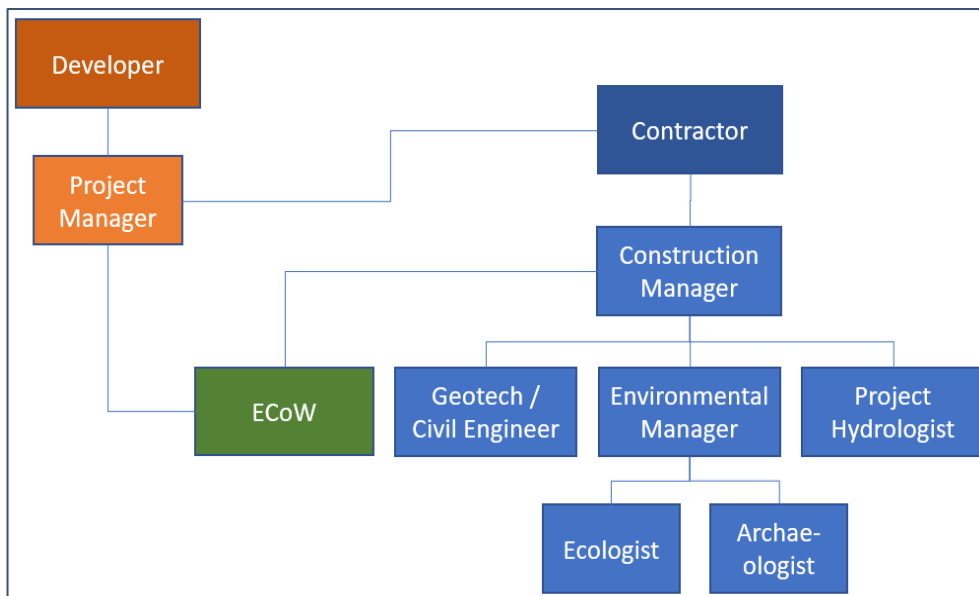 Developer
Contractor
Project
Manager
Construction
Manager
ECoW
Geotech /
Civil Engineer
Environmental
Manager
Project
Hydrologist
Ecologist
Archae-
ologist